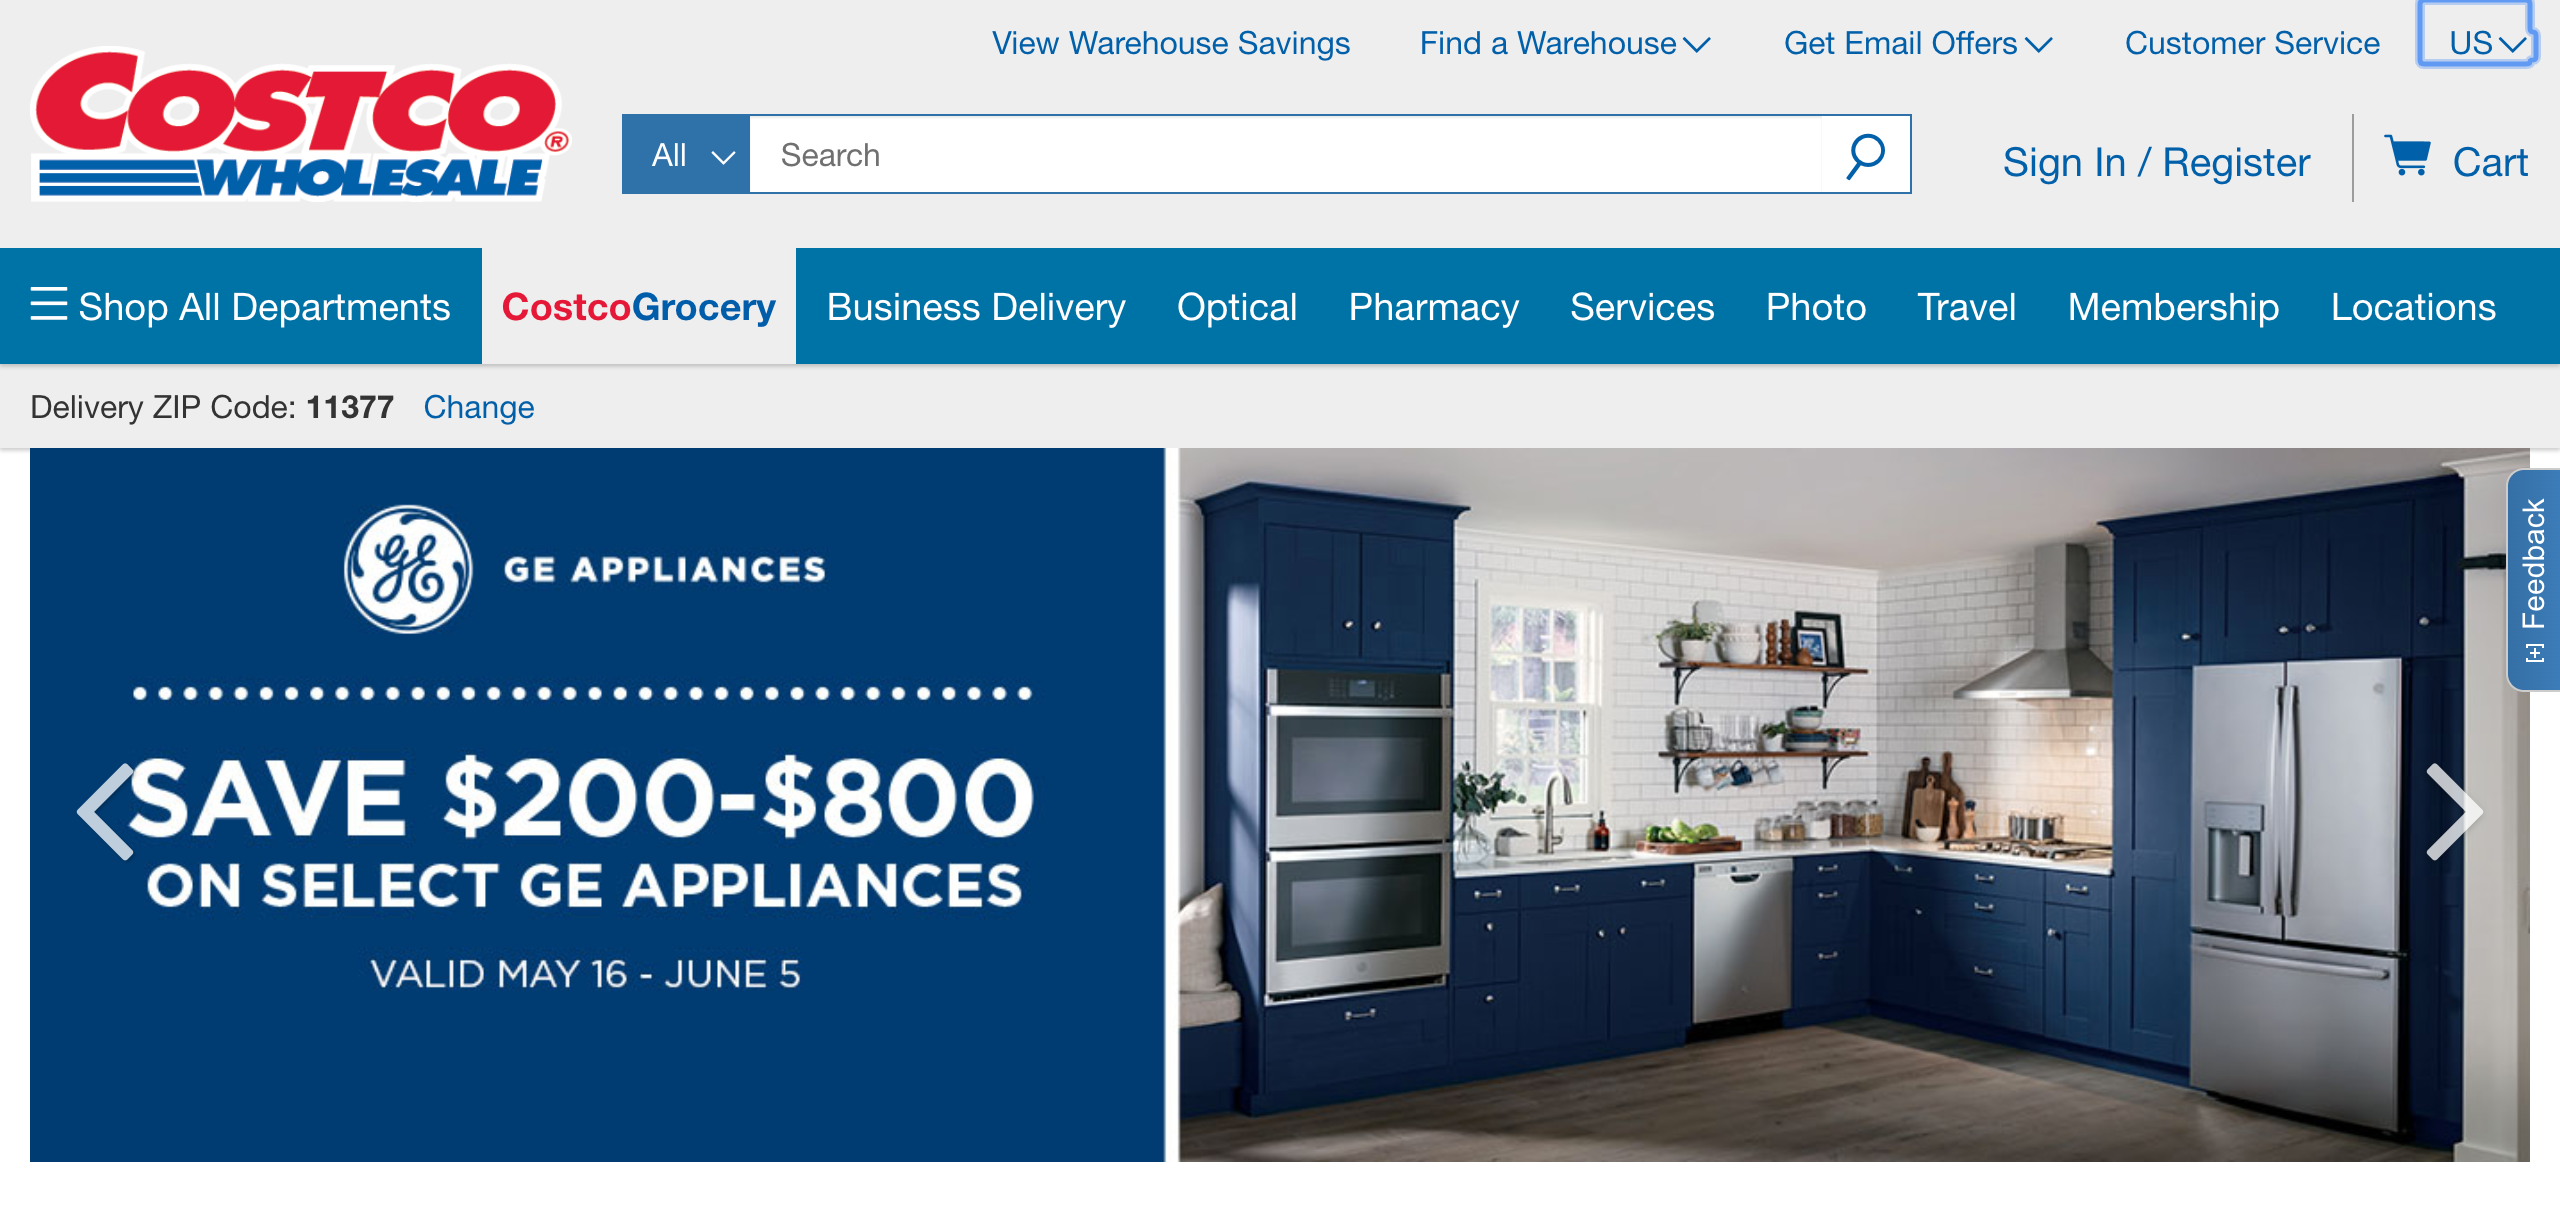 View Warehouse Savings Find a Warehouse Get Email Offers Customer Service US
COSTCO®
WHOLESALE
All Search
Sign In / Register Cart
Shop All Departments CostcoGrocery Business Delivery Optical Pharmacy Services Photo Travel Membership Locations
Delivery ZIP Code: 11377 Change
GE GE APPLIANCES
SAVE $200-$800
ON SELECT GE APPLIANCES
VALID MAY 16 - JUNE 5
[+] Feedback